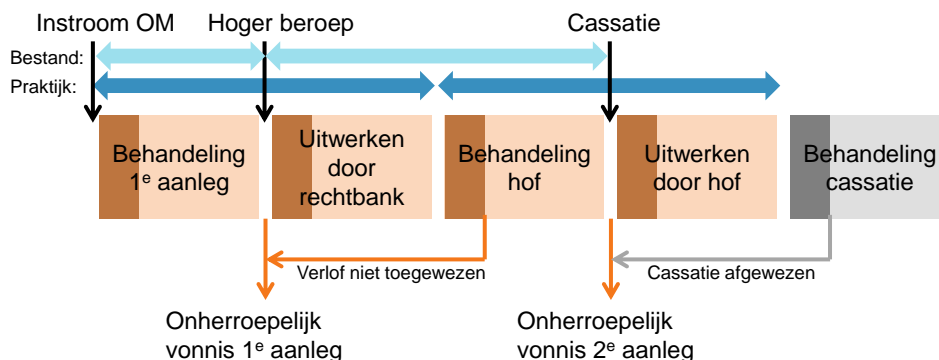 Instroom OM
Hoger beroep
Cassatie
Bestand:
Praktijk:
Behandeling
1e aanleg
Uitwerken
door
rechtbank
Behandeling
hof
Uitwerken
door hof
Behandeling
cassatie
Verlof niet toegewezen
Cassatie afgewezen
Onherroepelijk
vonnis 1e aanleg
Onherroepelijk
vonnis 2e aanleg